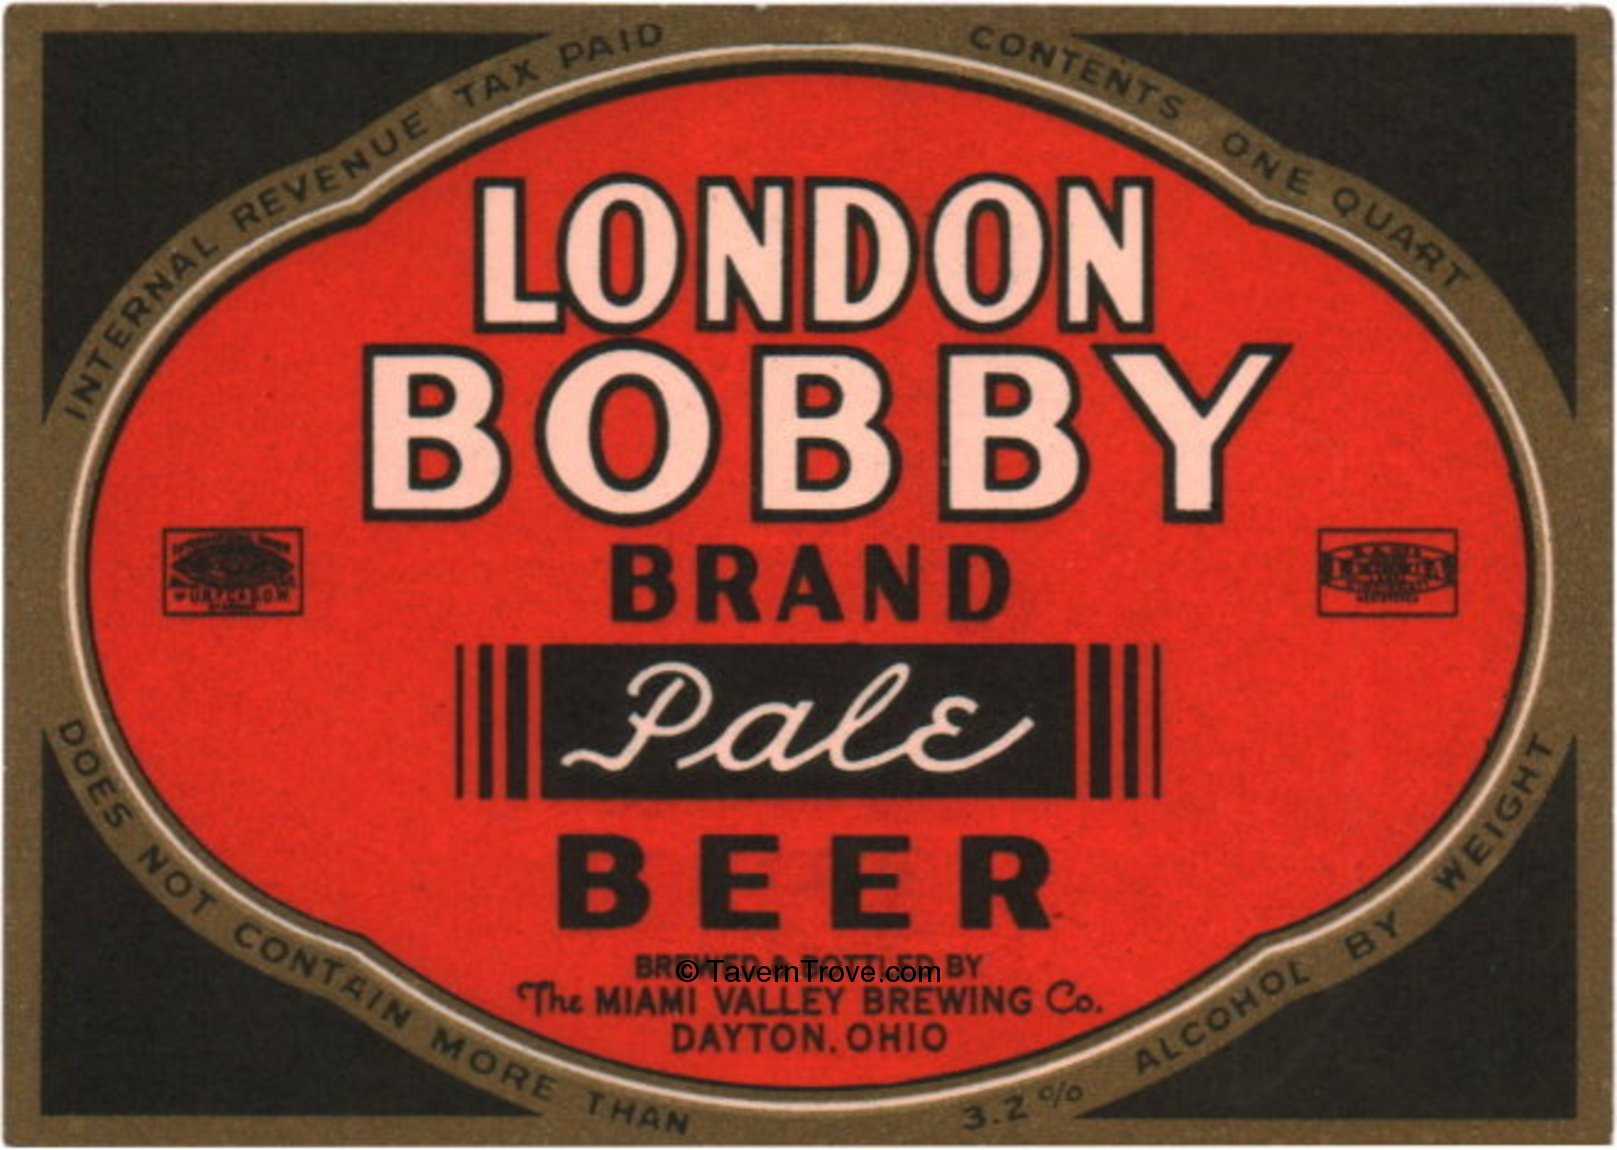 INTERNAL REVENUE TAX PAID
CONTENTS ONE QUART
LONDON
BOBBY
BRAND
Pale
BEER
BREWED & BOTTLED BY
© TavernTrove.com
The MIAMI VALLEY BREWING Co.
DAYTON, OHIO
DOES NOT CONTAIN MORE THAN
3.2% ALCOHOL BY WEIGHT